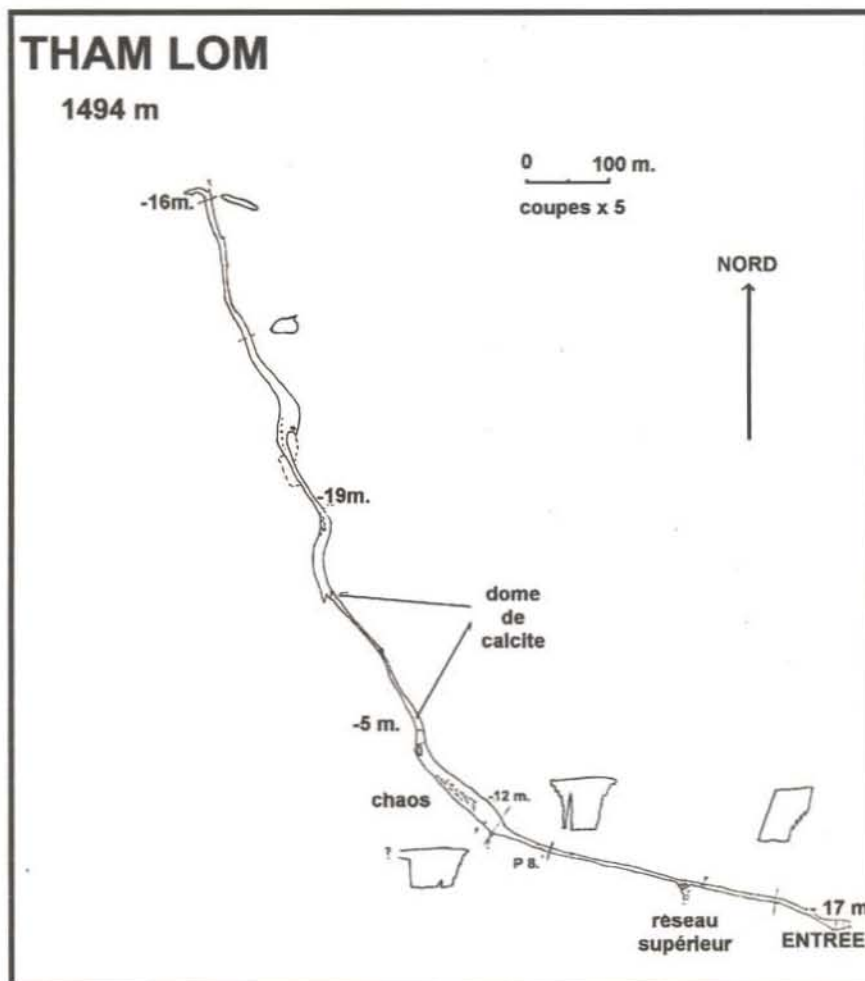 THAM LOM
1494 m
0 100 m.
coupes x 5
-16m.
NORD
-19m.
dome
de
calcite
-5 m.
chaos
-12 m.
?
P 8.
17 m
réseau
supérieur
ENTREE